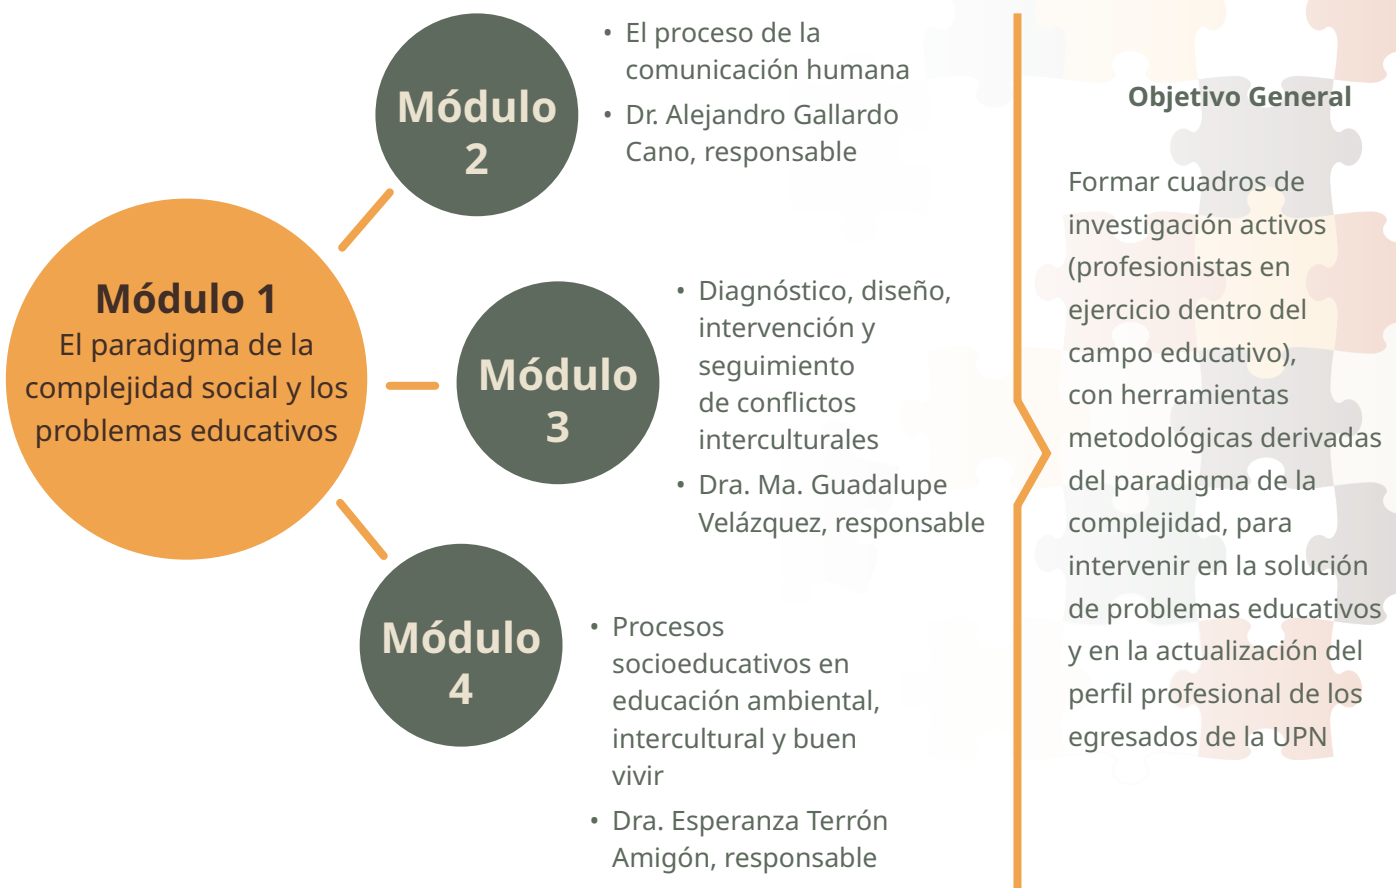 Módulo 1
El paradigma de la
complejidad social y los
problemas educativos
Módulo
2
• El proceso de la
comunicación humana
• Dr. Alejandro Gallardo
Cano, responsable
Módulo
3
• Diagnóstico, diseño,
intervención y
seguimiento
de conflictos
interculturales
• Dra. Ma. Guadalupe
Velázquez, responsable
Módulo
4
• Procesos
socioeducativos en
educación ambiental,
intercultural y buen
vivir
• Dra. Esperanza Terrón
Amigón, responsable
Objetivo General
Formar cuadros de
investigación activos
(profesionistas en
ejercicio dentro del
campo educativo),
con herramientas
metodológicas derivadas
del paradigma de la
complejidad, para
intervenir en la solución
de problemas educativos
y en la actualización del
perfil profesional de los
egresados de la UPN